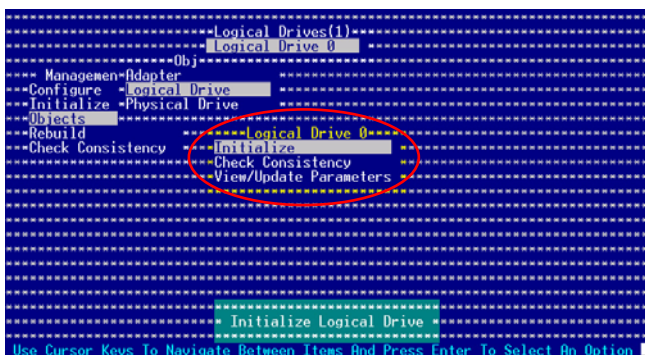 Logical Drives(1)
Logical Drive 0
Obj
Managemen Adapter
Configure Logical Drive
Initialize Physical Drive
Objects
Rebuild Logical Drive 0
Check Consistency Initialize
Check Consistency
View/Update Parameters
Initialize Logical Drive
Use Cursor Keys To Navigate Between Items And Press Enter To Select An Option